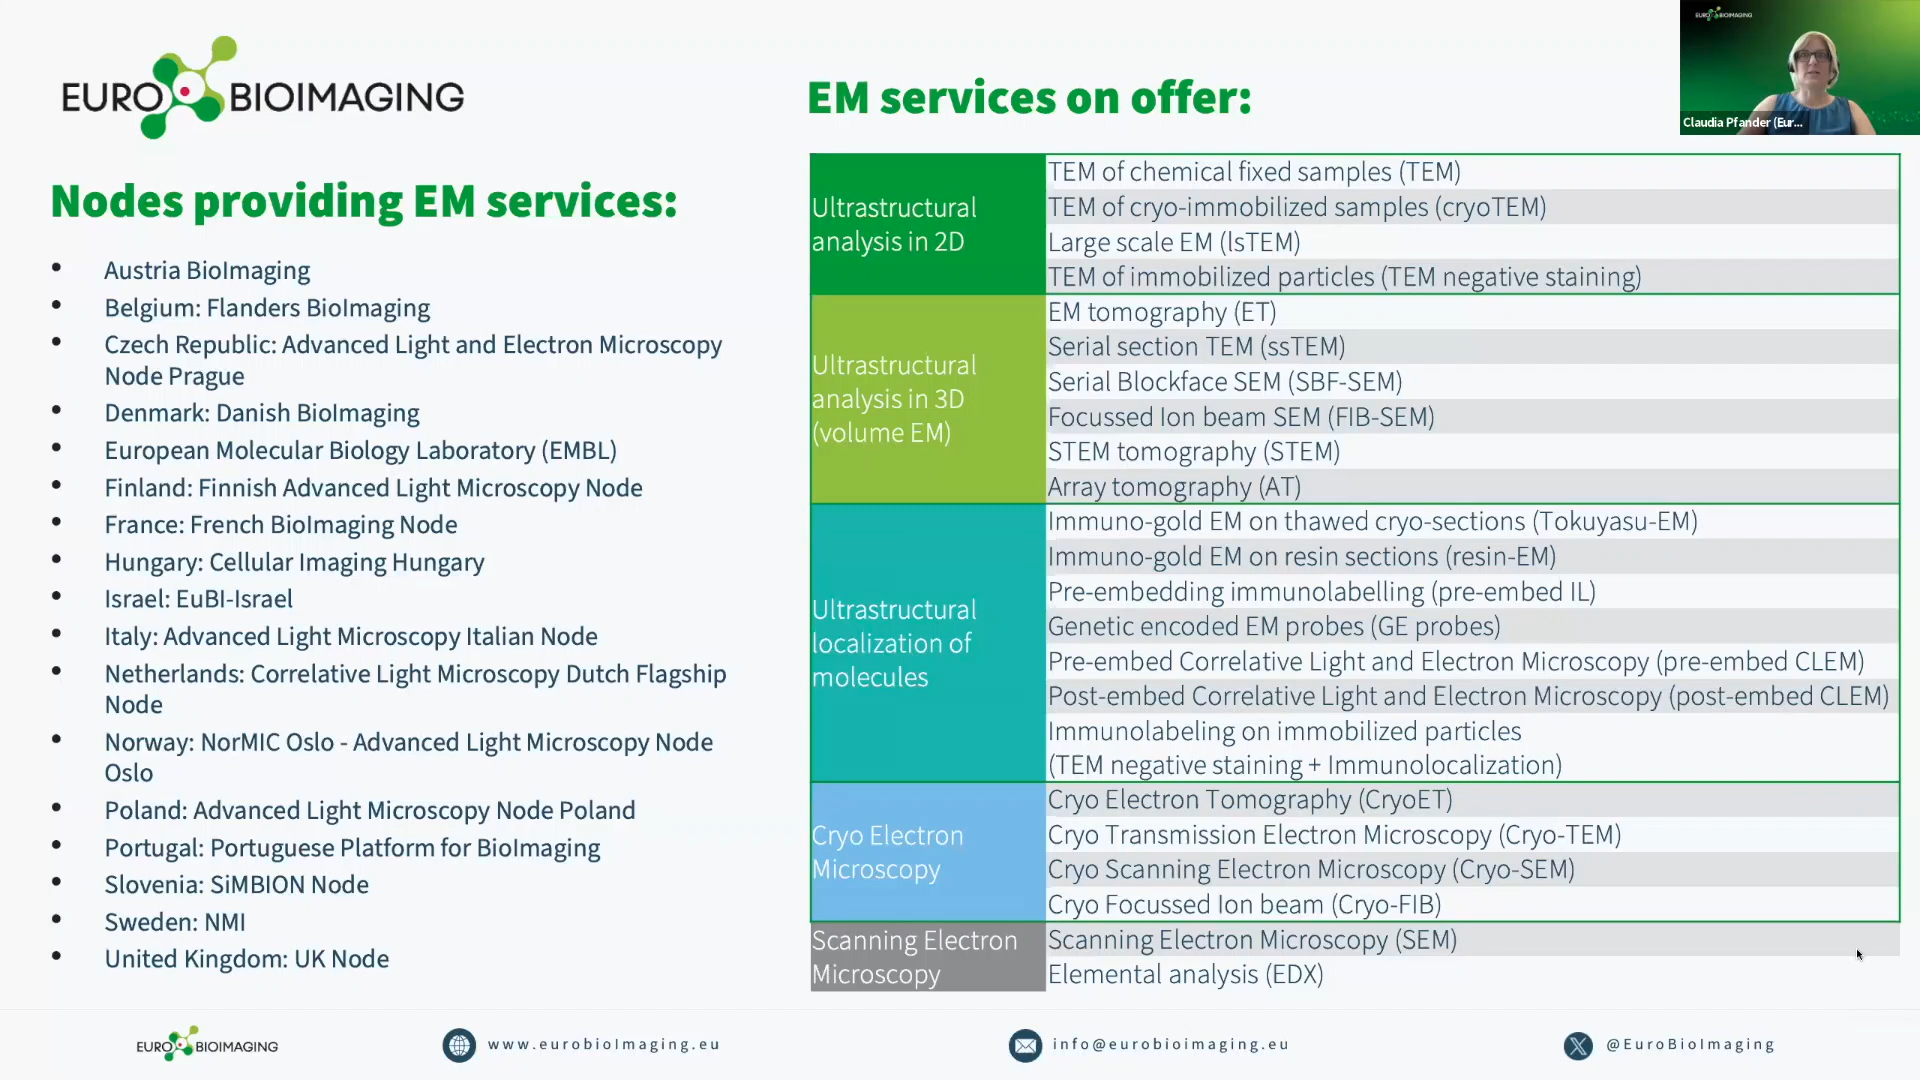 EURO BIOIMAGING
Nodes providing EM services:
• Austria BioImaging
• Belgium: Flanders BioImaging
• Czech Republic: Advanced Light and Electron Microscopy
Node Prague
• Denmark: Danish BioImaging
• European Molecular Biology Laboratory (EMBL)
• Finland: Finnish Advanced Light Microscopy Node
• France: French BioImaging Node
• Hungary: Cellular Imaging Hungary
• Israel: EuBI-Israel
• Italy: Advanced Light Microscopy Italian Node
• Netherlands: Correlative Light Microscopy Dutch Flagship
Node
• Norway: NorMIC Oslo - Advanced Light Microscopy Node
Oslo
• Poland: Advanced Light Microscopy Node Poland
• Portugal: Portuguese Platform for BioImaging
• Slovenia: SiMBION Node
• Sweden: NMI
• United Kingdom: UK Node
EM services on offer:
Ultrastructural
analysis in 2D
TEM of chemical fixed samples (TEM)
TEM of cryo-immobilized samples (cryoTEM)
Large scale EM (lsTEM)
TEM of immobilized particles (TEM negative staining)
Ultrastructural
analysis in 3D
(volume EM)
EM tomography (ET)
Serial section TEM (ssTEM)
Serial Blockface SEM (SBF-SEM)
Focussed Ion beam SEM (FIB-SEM)
STEM tomography (STEM)
Array tomography (AT)
Ultrastructural
localization of
molecules
Immuno-gold EM on thawed cryo-sections (Tokuyasu-EM)
Immuno-gold EM on resin sections (resin-EM)
Pre-embedding immunolabelling (pre-embed IL)
Genetic encoded EM probes (GE probes)
Pre-embed Correlative Light and Electron Microscopy (pre-embed CLEM)
Post-embed Correlative Light and Electron Microscopy (post-embed CLEM)
Immunolabeling on immobilized particles
(TEM negative staining + Immunolocalization)
Cryo Electron
Microscopy
Cryo Electron Tomography (CryoET)
Cryo Transmission Electron Microscopy (Cryo-TEM)
Cryo Scanning Electron Microscopy (Cryo-SEM)
Cryo Focussed Ion beam (Cryo-FIB)
Scanning Electron
Microscopy
Scanning Electron Microscopy (SEM)
Elemental analysis (EDX)
EURO BIOIMAGING
Claudia Pfander (Eur...
EURO BIOIMAGING
www.eurobioImaging.eu
info@eurobioimaging.eu
@EuroBioImaging